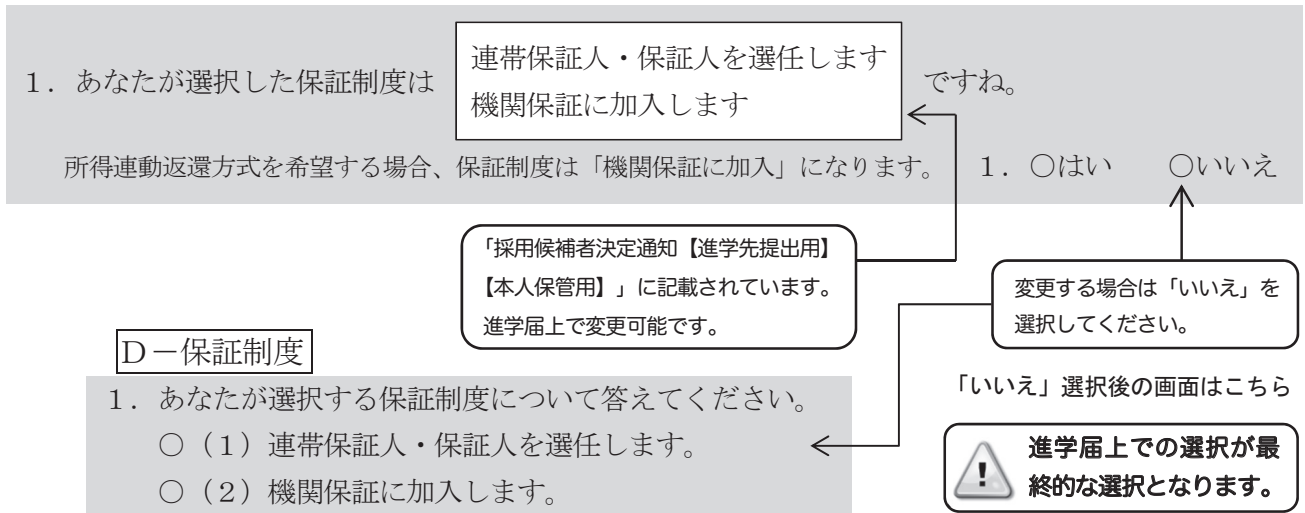 連帯保証人・保証人を選任します
1．あなたが選択した保証制度は
ですね。
機関保証に加入します
所得連動返還方式を希望する場合、保証制度は「機関保証に加入」になります。 1．○はい ○いいえ
「採用候補者決定通知【進学先提出用】
【本人保管用】」に記載されています。
進学届上で変更可能です。
変更する場合は「いいえ」を
選択してください。
D－保証制度
「いいえ」選択後の画面はこちら
1．あなたが選択する保証制度について答えてください。
○（1）連帯保証人・保証人を選任します。
○（2）機関保証に加入します。
進学届上での選択が最
終的な選択となります。